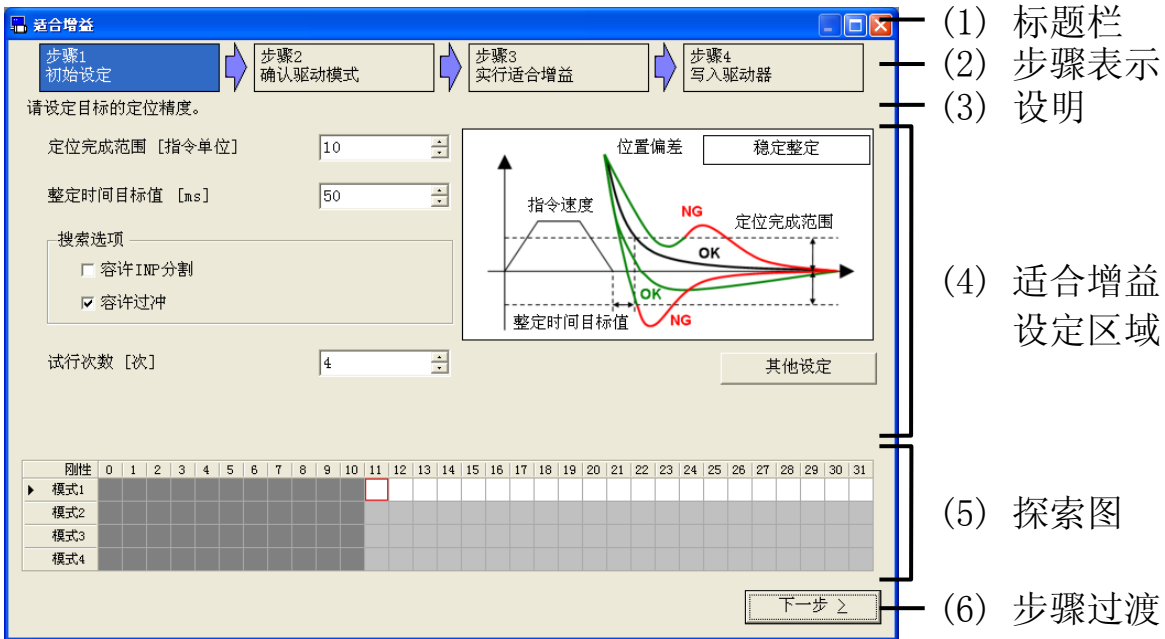 适合增益
(1) 标题栏
步骤1
初始设定
步骤2
确认驱动模式
步骤3
实行适合增益
步骤4
写入驱动器
(2) 步骤表示
请设定目标的定位精度。
(3) 设明
定位完成范围 [指令单位]
10
整定时间目标值 [ms]
50
搜索选项
容许INP分割
容许过冲
试行次数 [次]
4
位置偏差
稳定整定
指令速度
NG
定位完成范围
OK
OK
整定时间目标值
NG
其他设定
(4) 适合增益
设定区域
刚性 0 1 2 3 4 5 6 7 8 9 10 11 12 13 14 15 16 17 18 19 20 21 22 23 24 25 26 27 28 29 30 31
模式1
模式2
模式3
模式4
(5) 探索图
下一步 ≥
(6) 步骤过渡